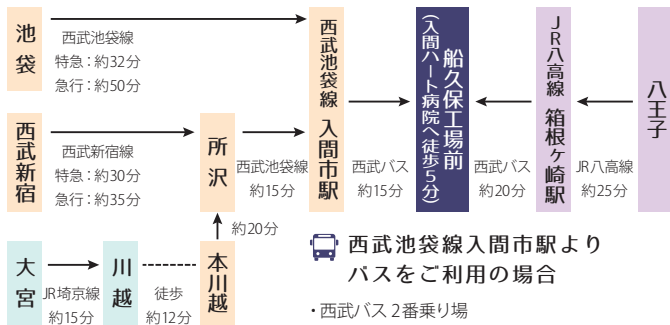 池袋
西武池袋線
特急：約32分
急行：約50分
西武新宿
西武新宿線
特急：約30分
急行：約35分
所沢
西武池袋線
約15分
西武池袋線 入間市駅
西武バス
約15分
船久保工場前
(入間ハート病院へ徒歩5分)
西武バス
約20分
JR八高線 箱根ヶ崎駅
JR八高線
約25分
八王子
大宮
JR埼京線
約15分
川越
徒歩
約12分
本川越
約20分
西武池袋線入間市駅より
バスをご利用の場合
・西武バス 2番乗り場